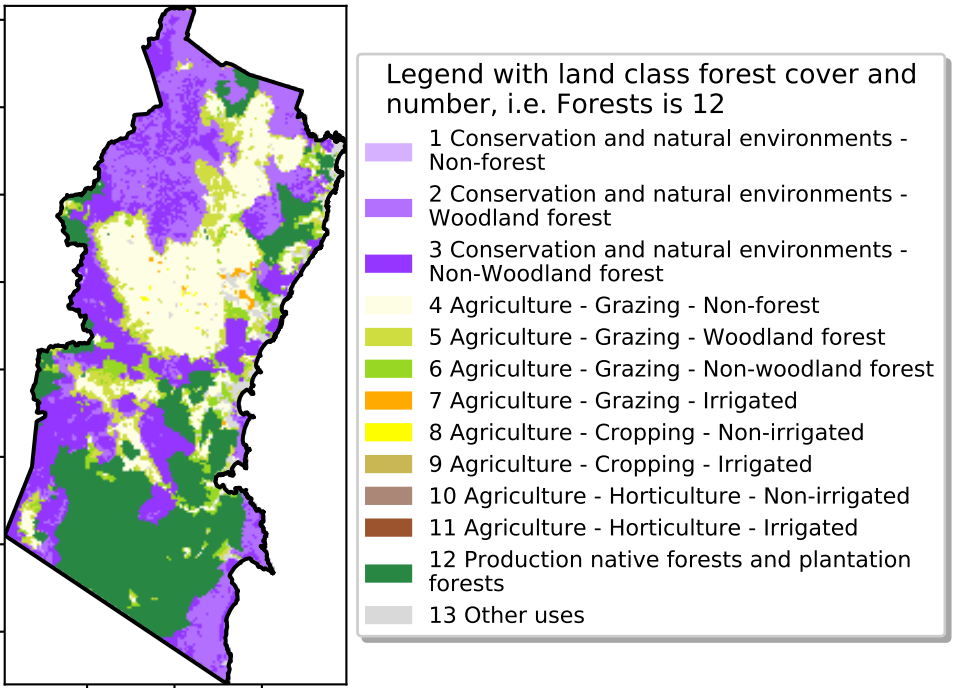 Legend with land class forest cover and
number, i.e. Forests is 12
1 Conservation and natural environments -
Non-forest
2 Conservation and natural environments -
Woodland forest
3 Conservation and natural environments -
Non-Woodland forest
4 Agriculture - Grazing - Non-forest
5 Agriculture - Grazing - Woodland forest
6 Agriculture - Grazing - Non-woodland forest
7 Agriculture - Grazing - Irrigated
8 Agriculture - Cropping - Non-irrigated
9 Agriculture - Cropping - Irrigated
10 Agriculture - Horticulture - Non-irrigated
11 Agriculture - Horticulture - Irrigated
12 Production native forests and plantation
forests
13 Other uses